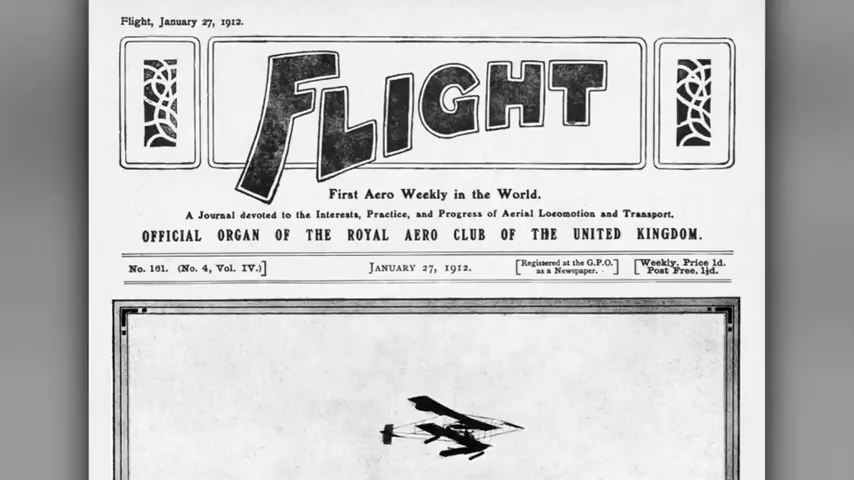 Flight, January 27, 1912.
FLIGHT
First Aero Weekly in the World.
A Journal devoted to the Interests, Practice, and Progress of Aerial Locomotion and Transport.
OFFICIAL ORGAN OF THE ROYAL AERO CLUB OF THE UNITED KINGDOM.
No. 161. (No. 4, Vol. IV.)]
JANUARY 27, 1912.
[Registered at the G.P.O.
as a Newspaper.]
[Weekly, Price 1d.
Post Free, 1½d.